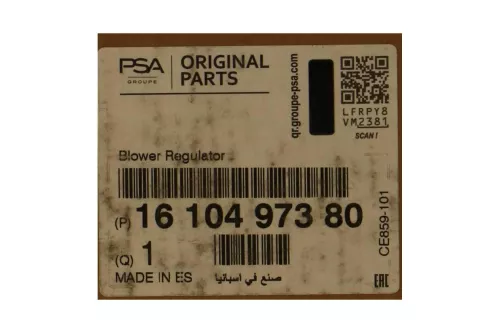 PSA
GROUPE
ORIGINAL
PARTS
qr.groupe-psa.com
LFRPY8
VM2381
SCAN!
Blower Regulator
(P) 16 104 973 80
(Q) 1
MADE IN ES
صنع في اسبانيا
CE859-101
EAC